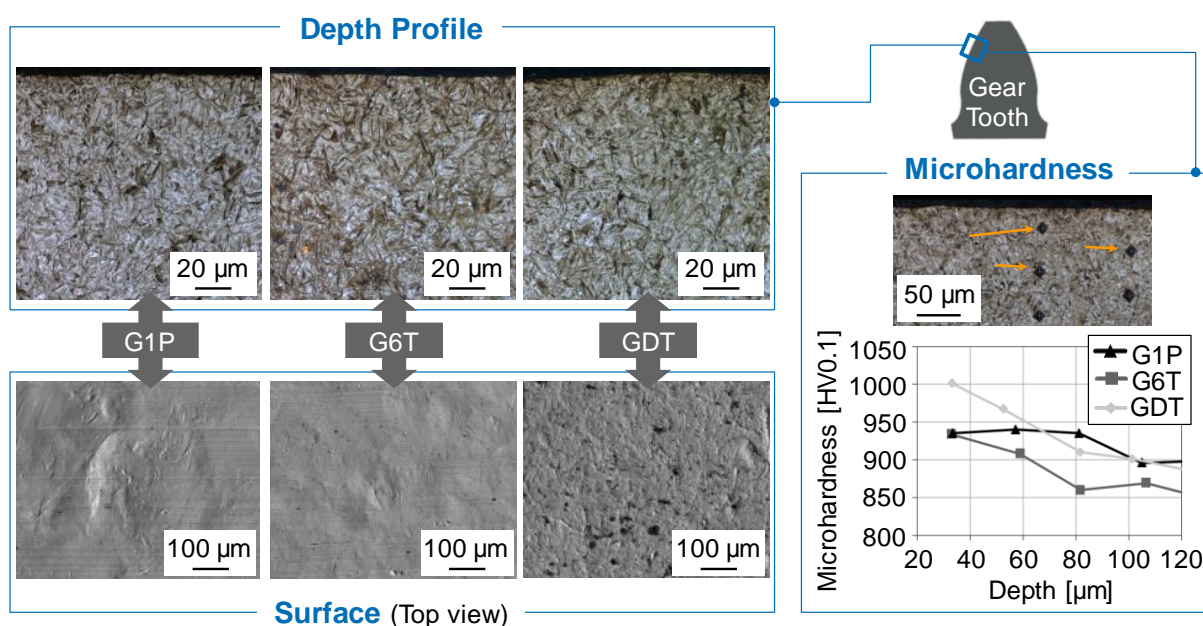 Depth Profile
20 µm
20 µm
20 µm
G1P
G6T
GDT
100 µm
100 µm
100 µm
Surface (Top view)
Gear
Tooth
Microhardness
50 µm
Microhardness [HV0.1]
1050
1000
950
900
850
800
G1P
G6T
GDT
20 40 60 80 100 120
Depth [µm]